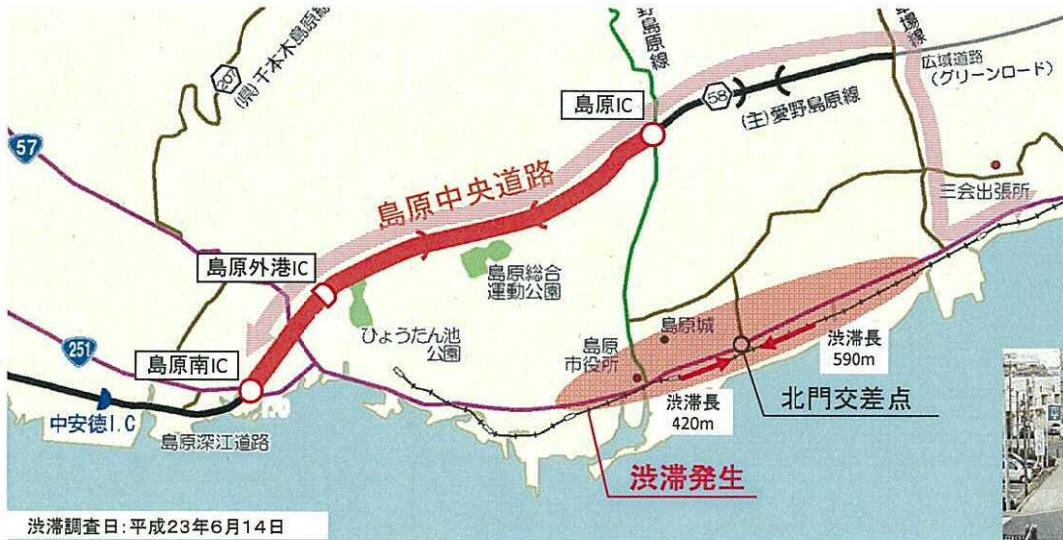 207
(県)千本木島原
野島原線
広域道路
(グリーンロード)
島原IC
58
(主)愛野島原線
57
島原中央道路
三会出張所
島原外港IC
島原総合
運動公園
ひょうたん池
公園
島原城
島原
市役所
渋滞長
590m
251
島原南IC
北門交差点
渋滞長
420m
中安徳I.C
島原深江道路
渋滞発生
渋滞調査日:平成23年6月14日